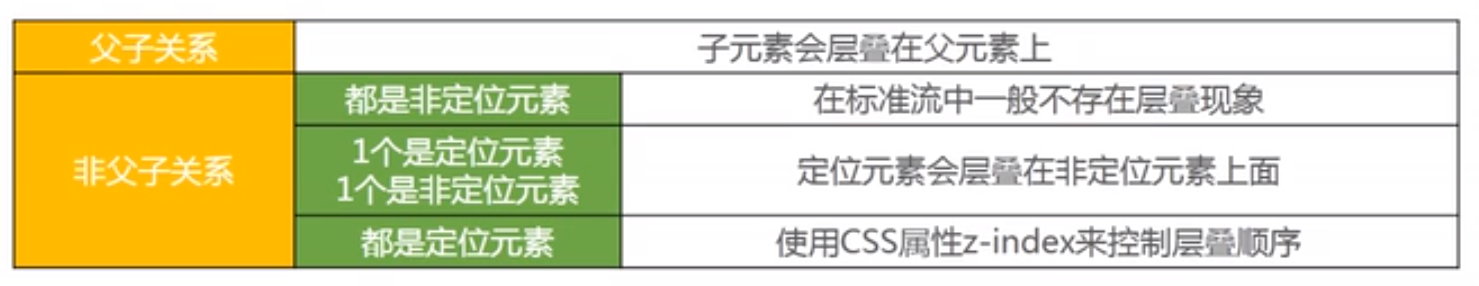 父子关系
子元素会层叠在父元素上
非父子关系
都是非定位元素
在标准流中一般不存在层叠现象
1个是定位元素
1个是非定位元素
定位元素会层叠在非定位元素上面
都是定位元素
使用CSS属性z-index来控制层叠顺序